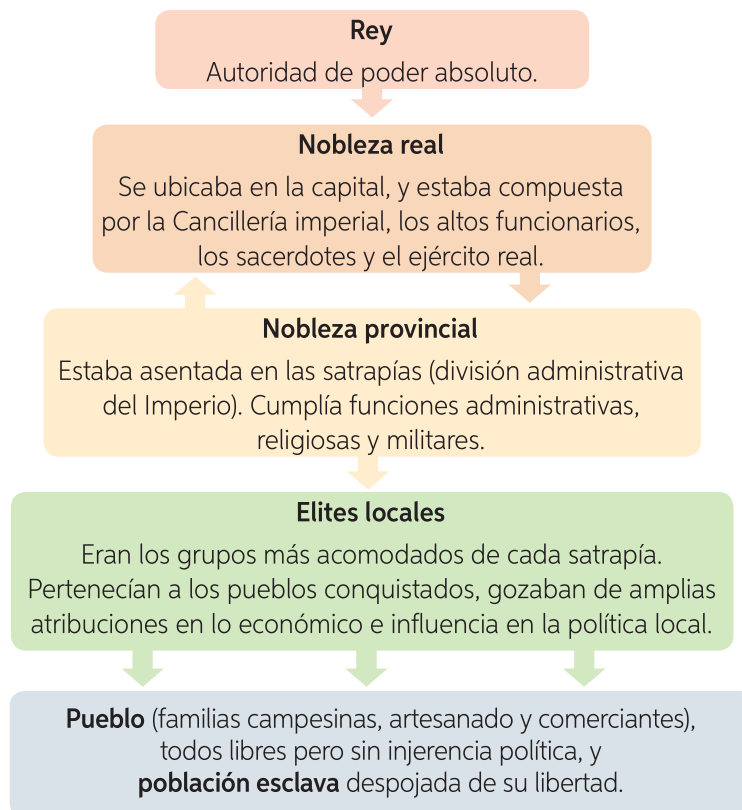 Rey
Autoridad de poder absoluto.
Nobleza real
Se ubicaba en la capital, y estaba compuesta
por la Cancillería imperial, los altos funcionarios,
los sacerdotes y el ejército real.
Nobleza provincial
Estaba asentada en las satrapías (división administrativa
del Imperio). Cumplía funciones administrativas,
religiosas y militares.
Elites locales
Eran los grupos más acomodados de cada satrapía.
Pertenecían a los pueblos conquistados, gozaban de amplias
atribuciones en lo económico e influencia en la política local.
Pueblo (familias campesinas, artesanado y comerciantes),
todos libres pero sin injerencia política, y
población esclava despojada de su libertad.